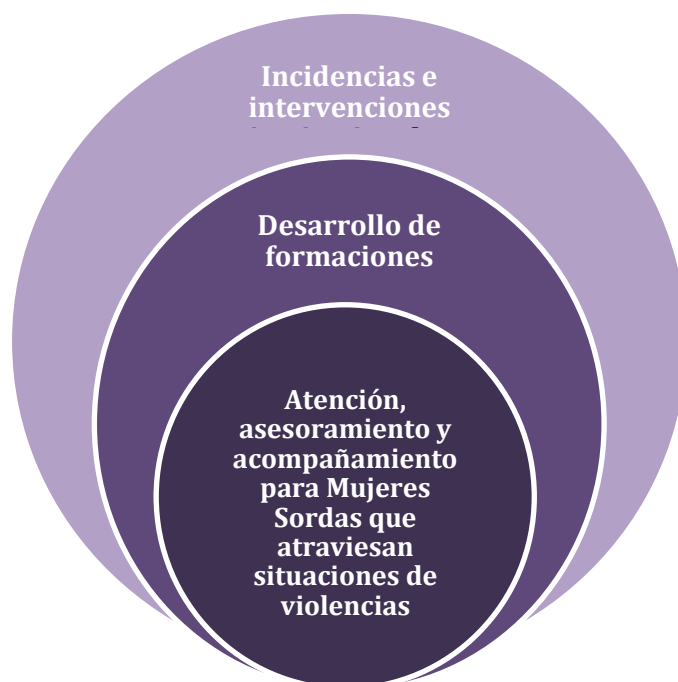 Incidencias e
intervenciones
Desarrollo de
formaciones
Atención,
asesoramiento y
acompañamiento
para Mujeres
Sordas que
atraviesan
situaciones de
violencias